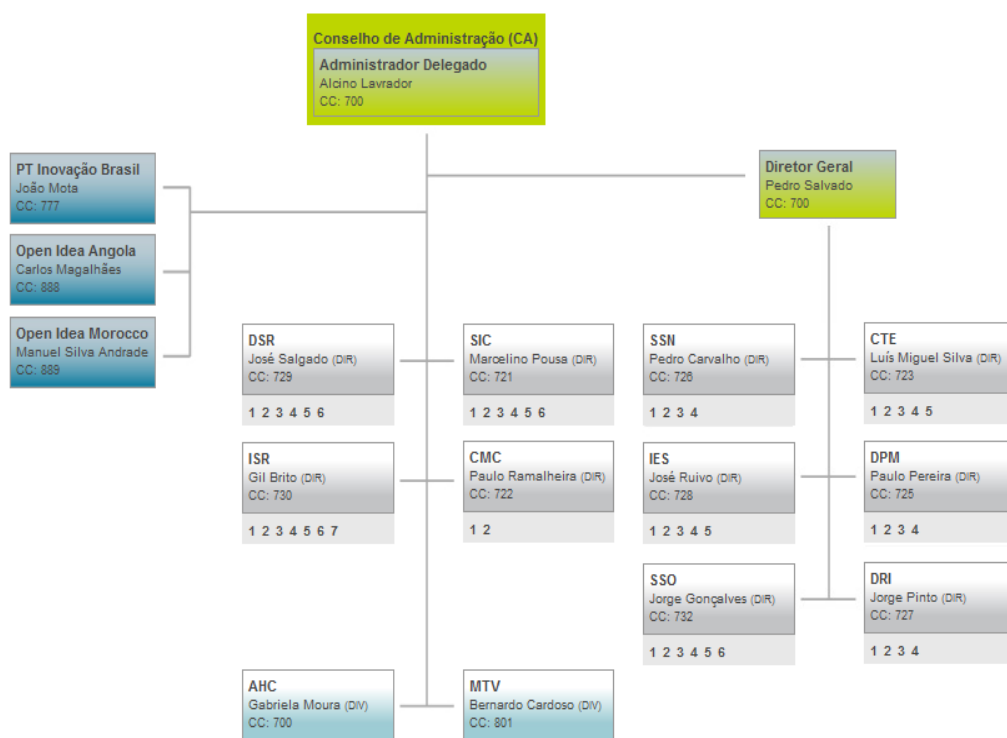 Conselho de Administração (CA)
Administrador Delegado
Alcino Lavrador
CC: 700
PT Inovação Brasil
João Mota
CC: 777
Diretor Geral
Pedro Salvado
CC: 700
Open Idea Angola
Carlos Magalhães
CC: 888
Open Idea Morocco
Manuel Silva Andrade
CC: 889
DSR
José Salgado (DIR)
CC: 729
1 2 3 4 5 6
SIC
Marcelino Pousa (DIR)
CC: 721
1 2 3 4 5 6
SSN
Pedro Carvalho (DIR)
CC: 726
1 2 3 4
CTE
Luís Miguel Silva (DIR)
CC: 723
1 2 3 4 5
ISR
Gil Brito (DIR)
CC: 730
1 2 3 4 5 6 7
CMC
Paulo Ramalheira (DIR)
CC: 722
1 2
IES
José Ruivo (DIR)
CC: 728
1 2 3 4 5
DPM
Paulo Pereira (DIR)
CC: 725
1 2 3 4
SSO
Jorge Gonçalves (DIR)
CC: 732
1 2 3 4 5 6
DRI
Jorge Pinto (DIR)
CC: 727
1 2 3 4
AHC
Gabriela Moura (DIV)
CC: 700
MTV
Bernardo Cardoso (DIV)
CC: 801